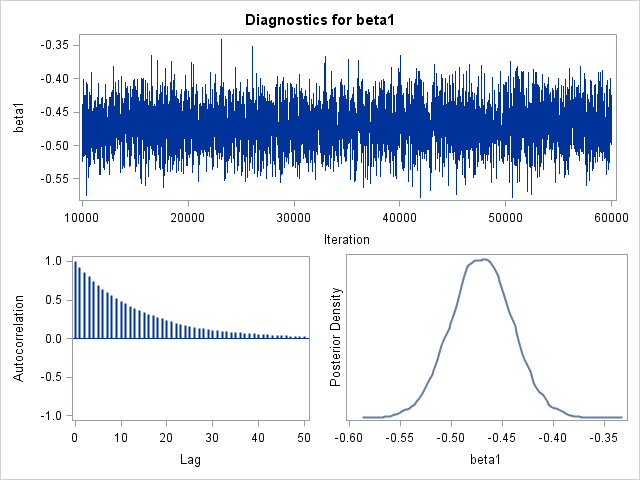 Diagnostics for beta1
-0.35
-0.40
-0.45
-0.50
-0.55
beta1
10000 20000 30000 40000 50000 60000
Iteration
1.0
0.5
0.0
-0.5
-1.0
Autocorrelation
0 10 20 30 40 50
Lag
Posterior Density
-0.60 -0.55 -0.50 -0.45 -0.40 -0.35
beta1